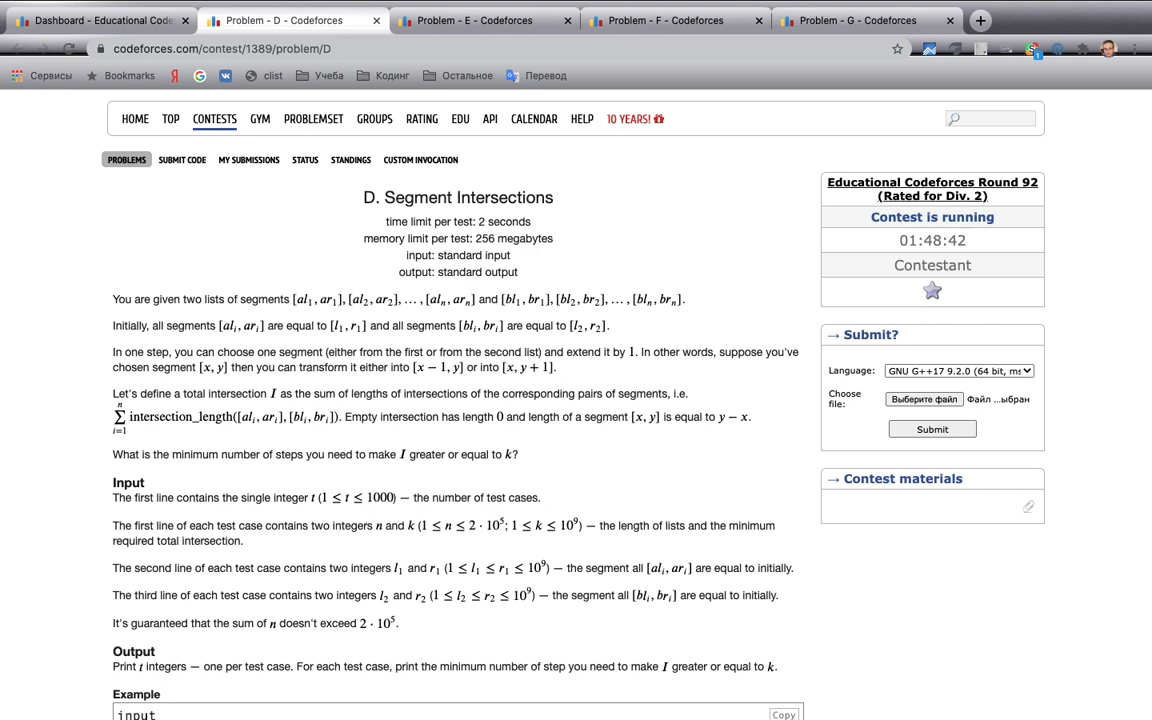 Dashboard - Educational Code
Problem - D - Codeforces
Problem - E - Codeforces
Problem - F - Codeforces
Problem - G - Codeforces
codeforces.com/contest/1389/problem/D
Сервисы Bookmarks clist Учеба Кодинг Остальное Перевод
HOME TOP CONTESTS GYM PROBLEMSET GROUPS RATING EDU API CALENDAR HELP 10 YEARS!
PROBLEMS SUBMIT CODE MY SUBMISSIONS STATUS STANDINGS CUSTOM INVOCATION
D. Segment Intersections
time limit per test: 2 seconds
memory limit per test: 256 megabytes
input: standard input
output: standard output
You are given two lists of segments [al₁, ar₁], [al₂, ar₂], … , [alₙ, arₙ] and [bl₁, br₁], [bl₂, br₂], … , [blₙ, brₙ].
Initially, all segments [alᵢ, arᵢ] are equal to [l₁, r₁] and all segments [blᵢ, brᵢ] are equal to [l₂, r₂].
In one step, you can choose one segment (either from the first or from the second list) and extend it by 1. In other words, suppose you've
chosen segment [x, y] then you can transform it either into [x − 1, y] or into [x, y + 1].
Let's define a total intersection I as the sum of lengths of intersections of the corresponding pairs of segments, i.e.
n
∑ intersection_length([alᵢ, arᵢ], [blᵢ, brᵢ]). Empty intersection has length 0 and length of a segment [x, y] is equal to y − x.
i=1
What is the minimum number of steps you need to make I greater or equal to k?
Input
The first line contains the single integer t (1 ≤ t ≤ 1000) — the number of test cases.
The first line of each test case contains two integers n and k (1 ≤ n ≤ 2 · 10⁵; 1 ≤ k ≤ 10⁹) — the length of lists and the minimum
required total intersection.
The second line of each test case contains two integers l₁ and r₁ (1 ≤ l₁ ≤ r₁ ≤ 10⁹) — the segment all [alᵢ, arᵢ] are equal to initially.
The third line of each test case contains two integers l₂ and r₂ (1 ≤ l₂ ≤ r₂ ≤ 10⁹) — the segment all [blᵢ, brᵢ] are equal to initially.
It's guaranteed that the sum of n doesn't exceed 2 · 10⁵.
Output
Print t integers — one per test case. For each test case, print the minimum number of step you need to make I greater or equal to k.
Example
input
Copy
Educational Codeforces Round 92
(Rated for Div. 2)
Contest is running
01:48:42
Contestant
→ Submit?
Language: GNU G++17 9.2.0 (64 bit, ms
Choose
file: Выберите файл Файл ...ыбран
Submit
→ Contest materials